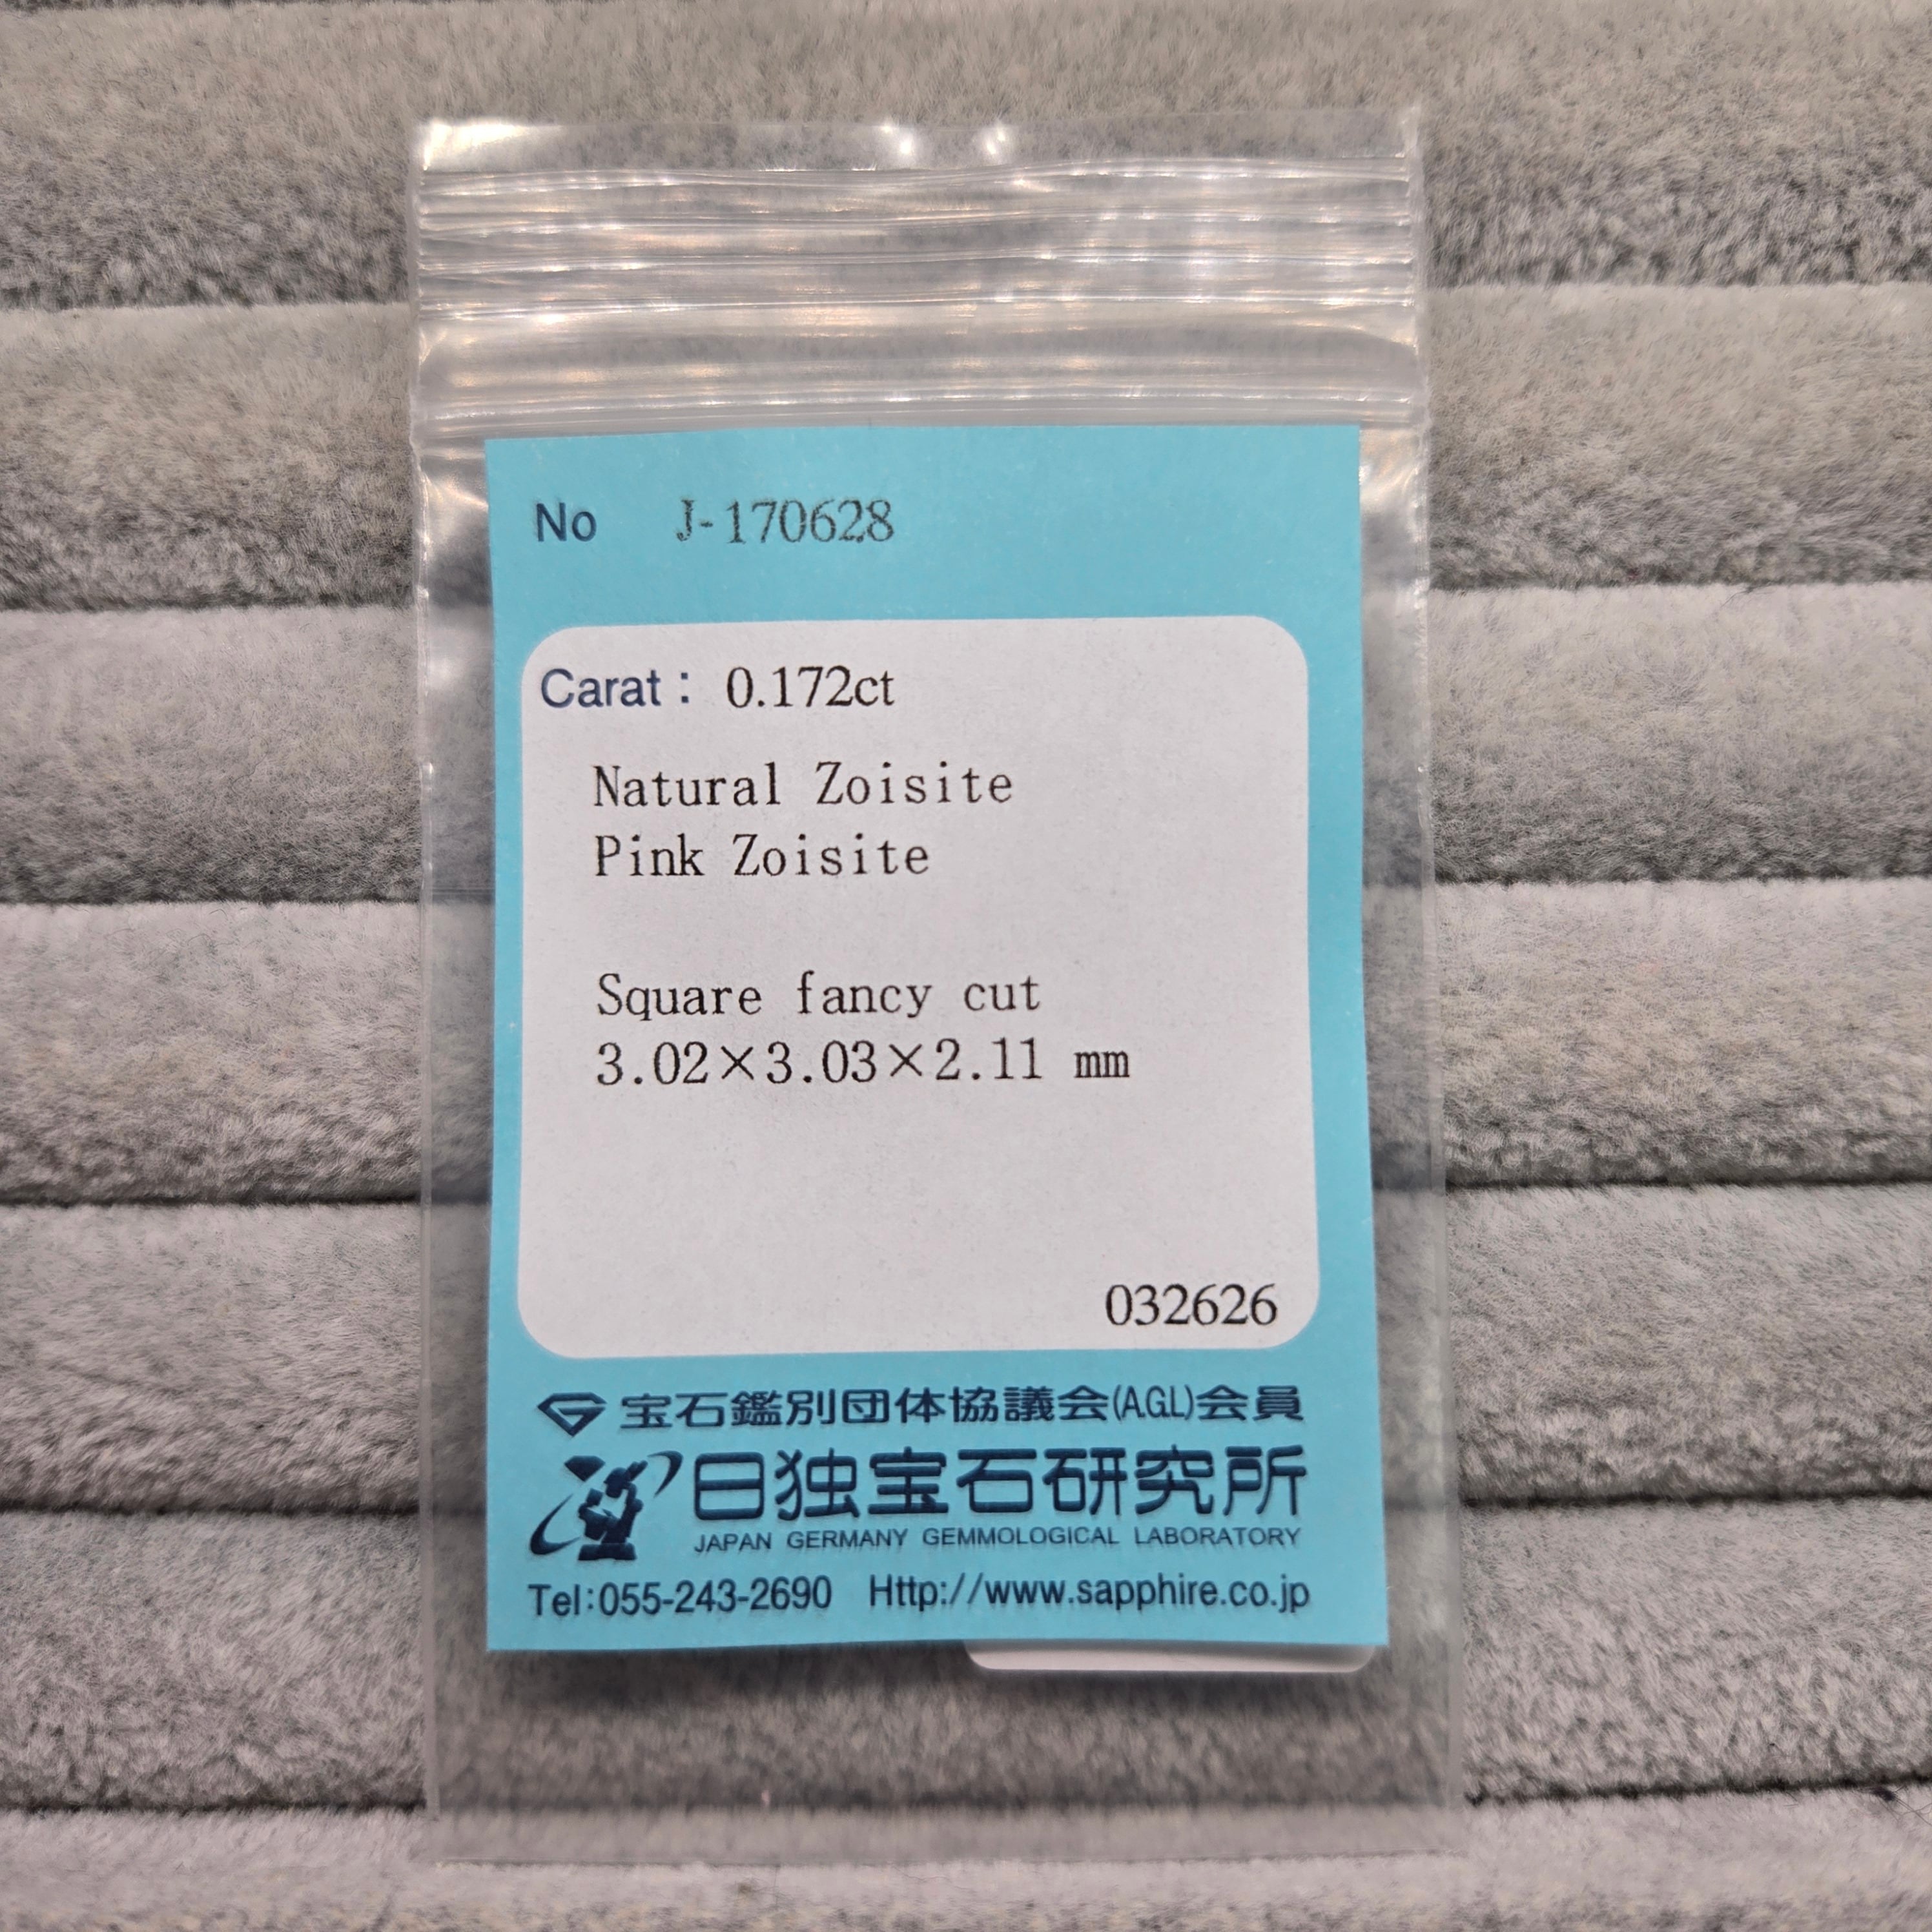 No J-170628
Carat： 0.172ct
Natural Zoisite
Pink Zoisite
Square fancy cut
3.02×3.03×2.11 mm
032626
宝石鑑別団体協議会(AGL)会員
日独宝石研究所
JAPAN GERMANY GEMMOLOGICAL LABORATORY
Tel:055-243-2690 Http://www.sapphire.co.jp